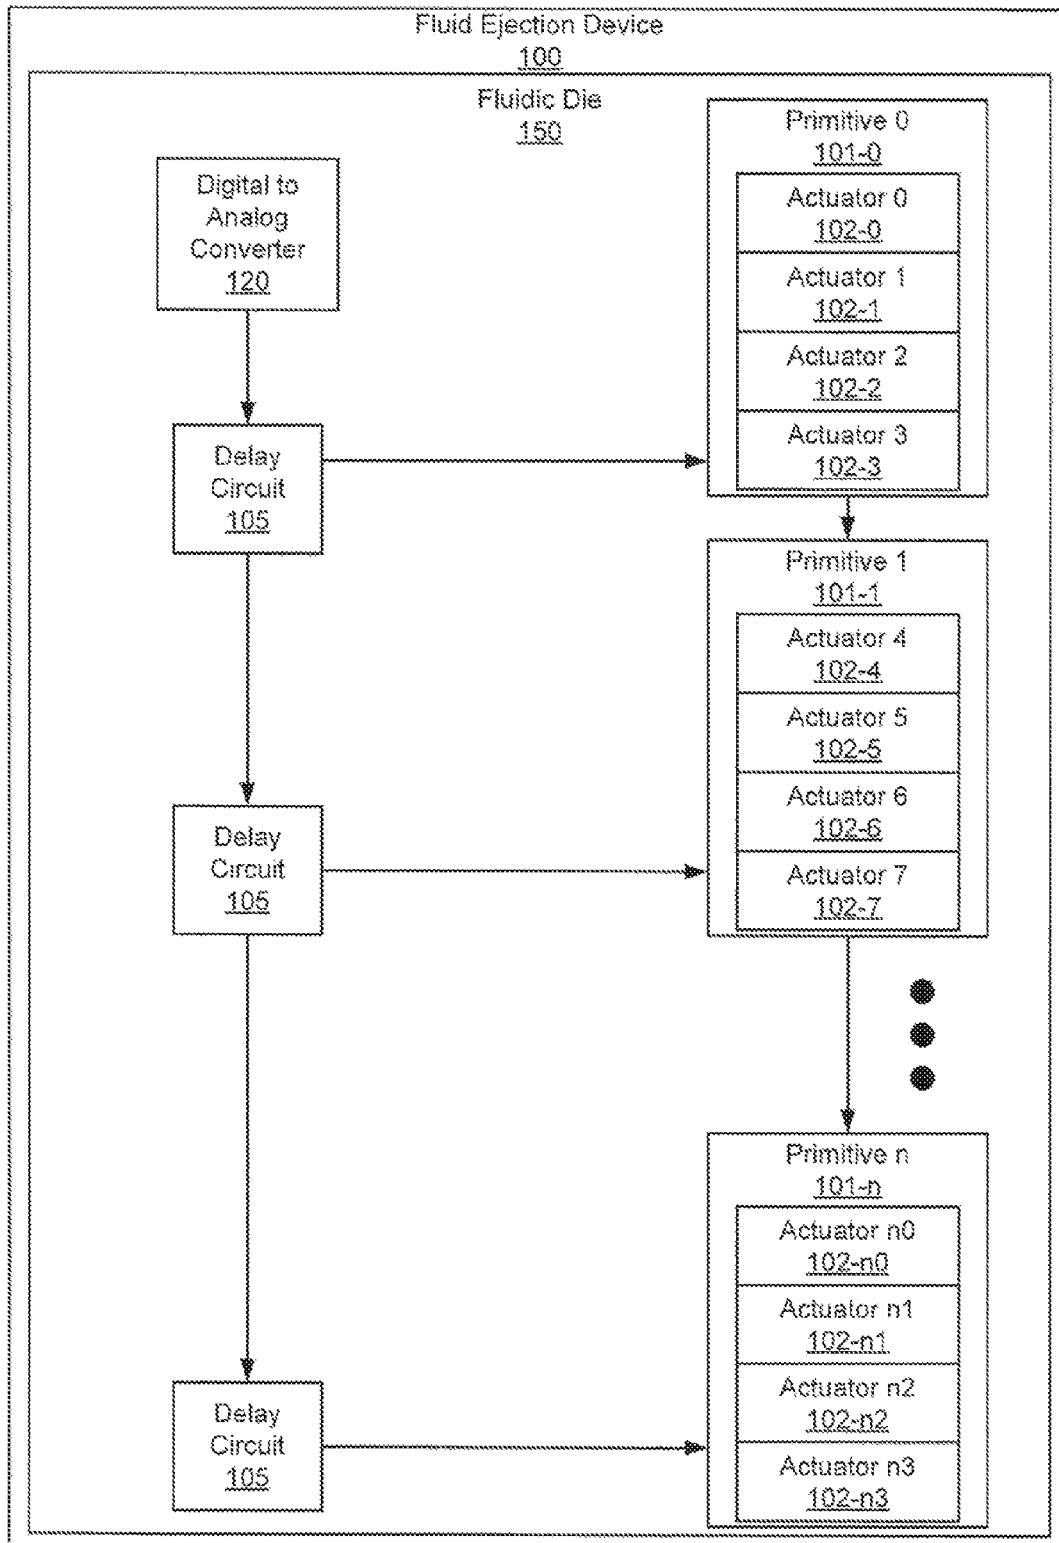 Fluid Ejection Device
100
Fluidic Die
150
Digital to
Analog
Converter
120
Delay
Circuit
105
Delay
Circuit
105
Delay
Circuit
105
Primitive 0
101-0
Actuator 0
102-0
Actuator 1
102-1
Actuator 2
102-2
Actuator 3
102-3
Primitive 1
101-1
Actuator 4
102-4
Actuator 5
102-5
Actuator 6
102-6
Actuator 7
102-7
Primitive n
101-n
Actuator n0
102-n0
Actuator n1
102-n1
Actuator n2
102-n2
Actuator n3
102-n3